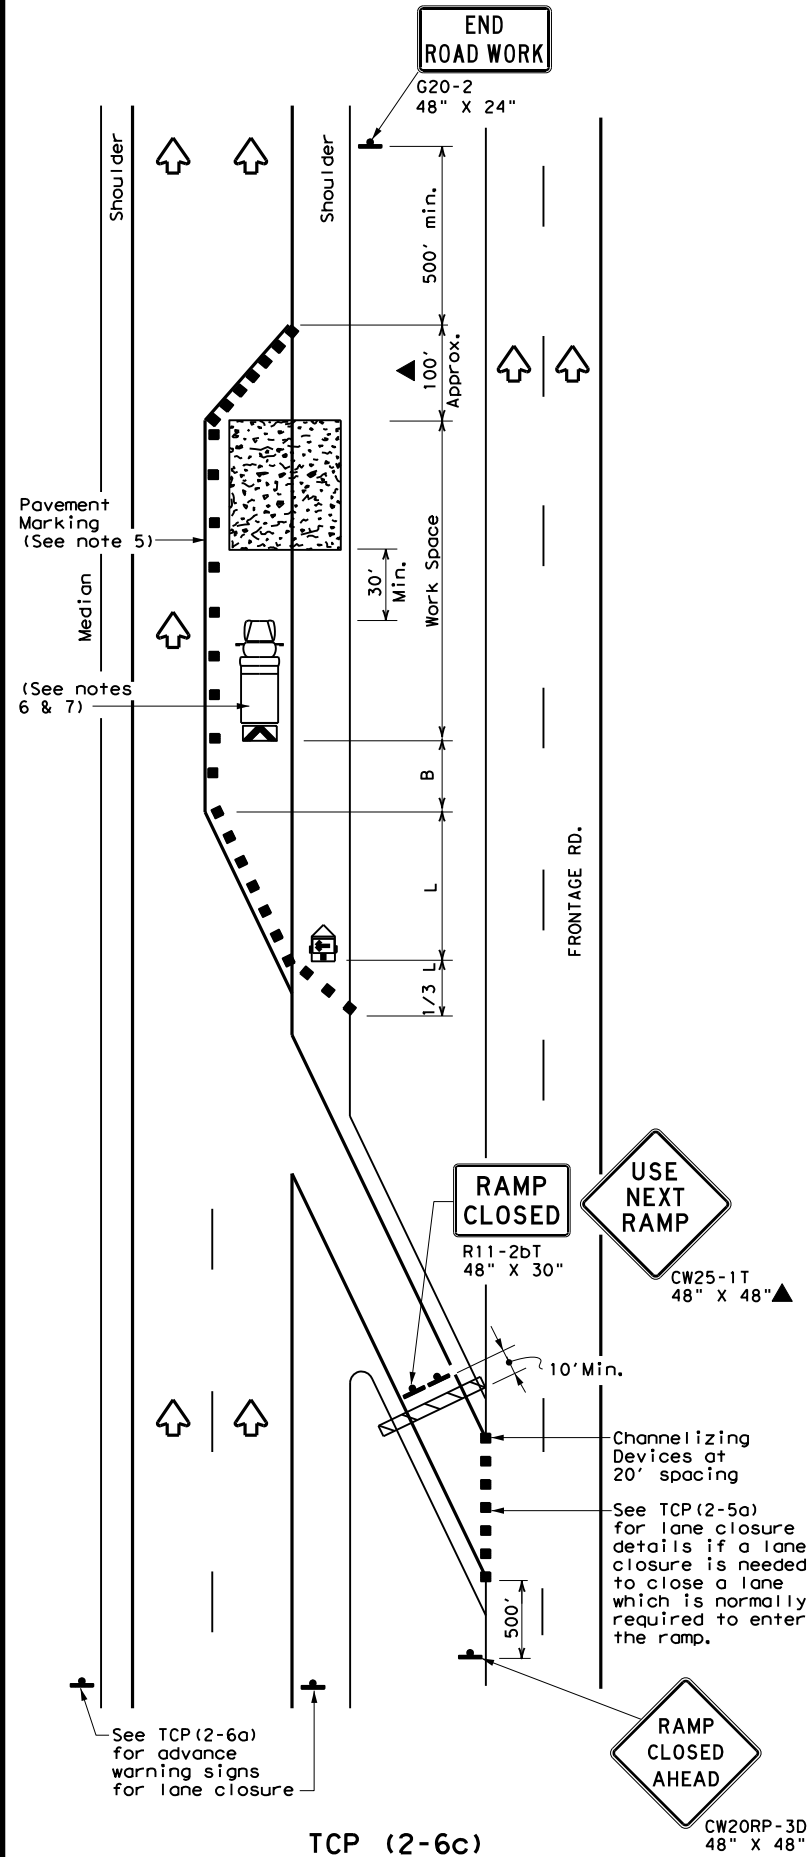 END
ROAD WORK
G20-2
48" X 24"
Shoulder
Shoulder
500' min.
100'
Approx.
Pavement
Marking
(See note 5)
30'
Min.
Work Space
Median
(See notes
6 & 7)
B
L
FRONTAGE RD.
1/3 L
RAMP
CLOSED
R11-2bT
48" X 30"
USE
NEXT
RAMP
CW25-1T
48" X 48"
10'Min.
Channelizing
Devices at
20' spacing
See TCP(2-5a)
for lane closure
details if a lane
closure is needed
to close a lane
which is normally
required to enter
the ramp.
500'
See TCP(2-6a)
for advance
warning signs
for lane closure
RAMP
CLOSED
AHEAD
CW20RP-3D
48" X 48"
TCP (2-6c)